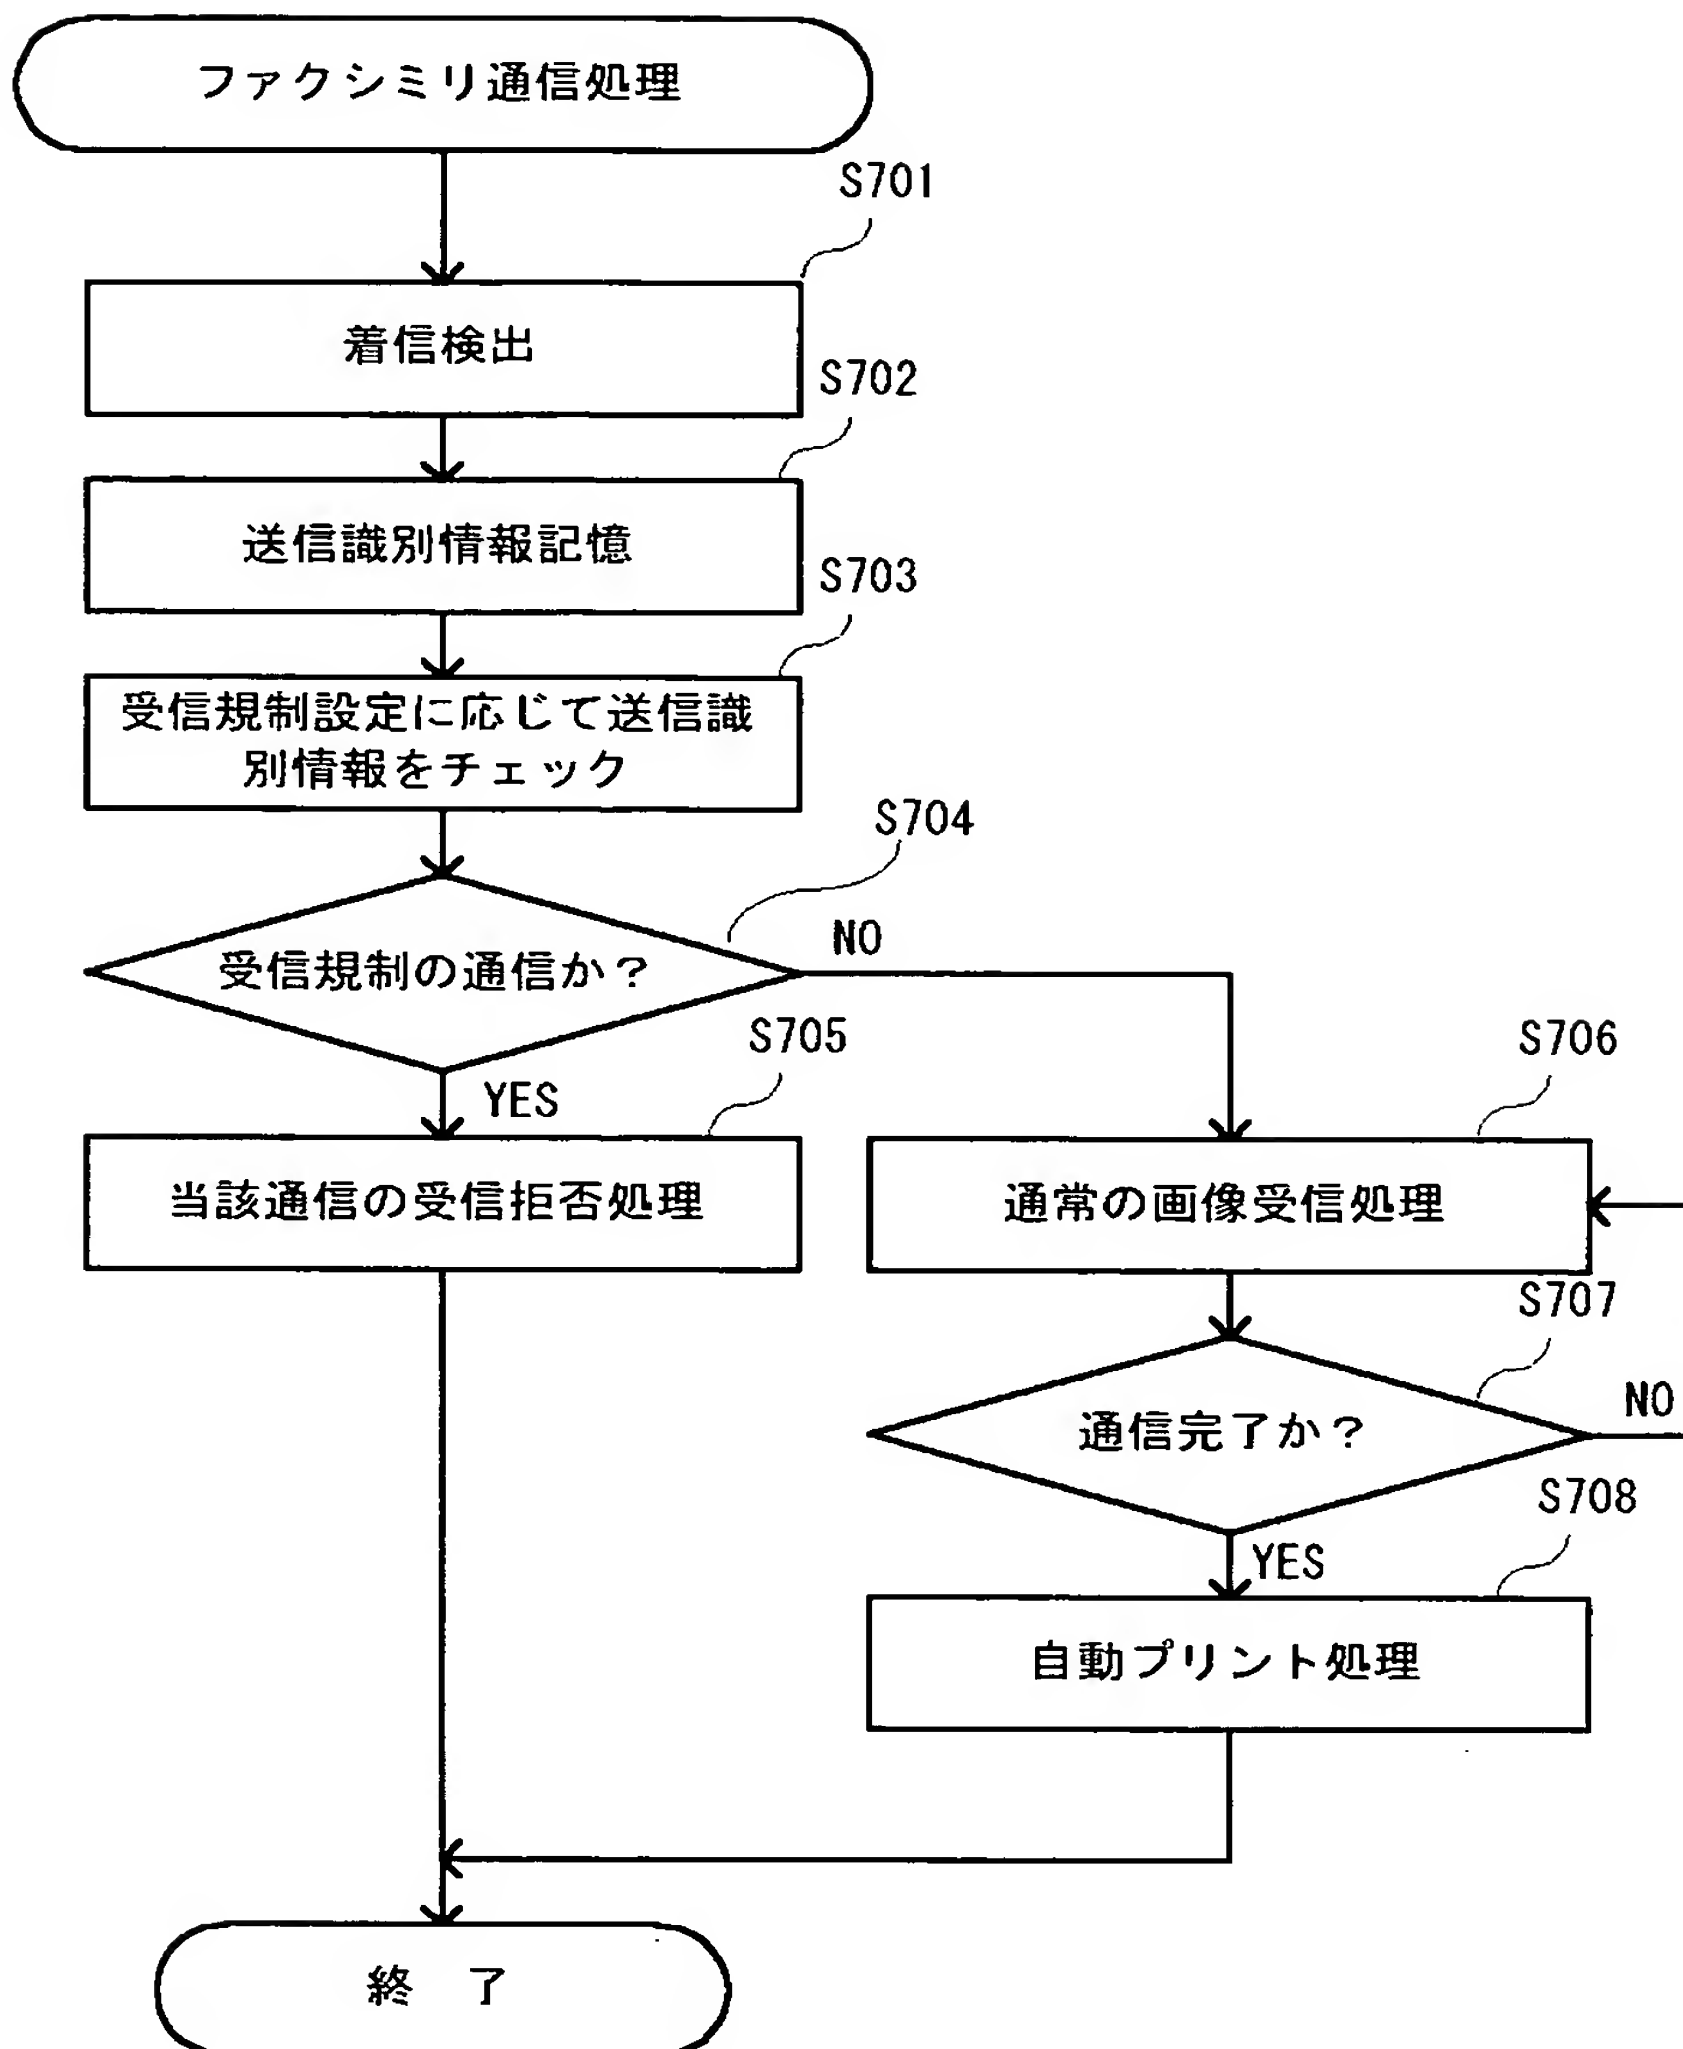 ファクシミリ通信処理
S701
着信検出
S702
送信識別情報記憶
S703
受信規制設定に応じて送信識
別情報をチェック
S704
受信規制の通信か？
NO
YES
S705
当該通信の受信拒否処理
S706
通常の画像受信処理
S707
通信完了か？
NO
YES
S708
自動プリント処理
終　了